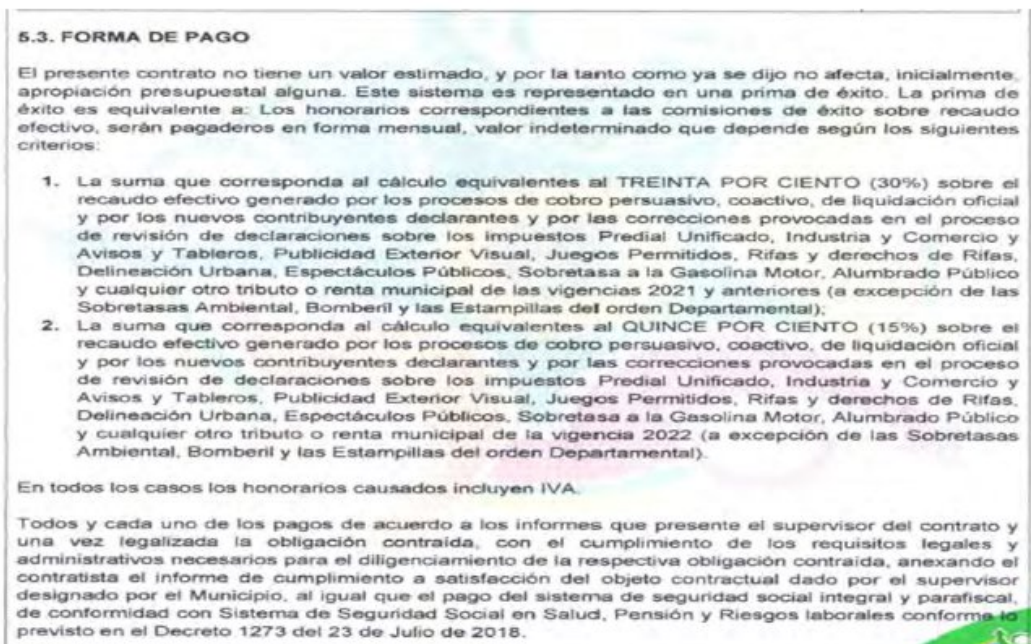 5.3. FORMA DE PAGO
El presente contrato no tiene un valor estimado, y por la tanto como ya se dijo no afecta, inicialmente,
apropiación presupuestal alguna. Este sistema es representado en una prima de éxito. La prima de
éxito es equivalente a: Los honorarios correspondientes a las comisiones de éxito sobre recaudo
efectivo, serán pagaderos en forma mensual, valor indeterminado que depende según los siguientes
criterios:
1. La suma que corresponda al cálculo equivalentes al TREINTA POR CIENTO (30%) sobre el
recaudo efectivo generado por los procesos de cobro persuasivo, coactivo, de liquidación oficial
y por los nuevos contribuyentes declarantes y por las correcciones provocadas en el proceso
de revisión de declaraciones sobre los impuestos Predial Unificado, Industria y Comercio y
Avisos y Tableros, Publicidad Exterior Visual, Juegos Permitidos, Rifas y derechos de Rifas,
Delineación Urbana, Espectáculos Públicos, Sobretasa a la Gasolina Motor, Alumbrado Público
y cualquier otro tributo o renta municipal de las vigencias 2021 y anteriores (a excepción de las
Sobretasas Ambiental, Bomberil y las Estampillas del orden Departamental);
2. La suma que corresponda al cálculo equivalentes al QUINCE POR CIENTO (15%) sobre el
recaudo efectivo generado por los procesos de cobro persuasivo, coactivo, de liquidación oficial
y por los nuevos contribuyentes declarantes y por las correcciones provocadas en el proceso
de revisión de declaraciones sobre los impuestos Predial Unificado, Industria y Comercio y
Avisos y Tableros, Publicidad Exterior Visual, Juegos Permitidos, Rifas y derechos de Rifas,
Delineación Urbana, Espectáculos Públicos, Sobretasa a la Gasolina Motor, Alumbrado Público
y cualquier otro tributo o renta municipal de la vigencia 2022 (a excepción de las Sobretasas
Ambiental, Bomberil y las Estampillas del orden Departamental).
En todos los casos los honorarios causados incluyen IVA.
Todos y cada uno de los pagos de acuerdo a los informes que presente el supervisor del contrato y
una vez legalizada la obligación contraída, con el cumplimiento de los requisitos legales y
administrativos necesarios para el diligenciamiento de la respectiva obligación contraída, anexando el
contratista el informe de cumplimiento a satisfacción del objeto contractual dado por el supervisor
designado por el Municipio, al igual que el pago del sistema de seguridad social integral y parafiscal,
de conformidad con Sistema de Seguridad Social en Salud, Pensión y Riesgos laborales conforme lo
previsto en el Decreto 1273 del 23 de Julio de 2018.